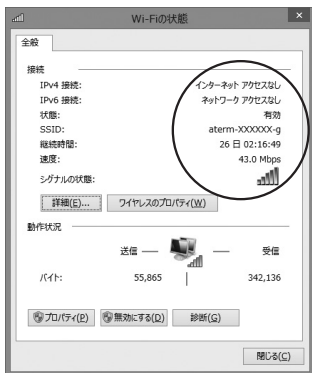 Wi-Fiの状態
全般
接続
IPv4 接続: インターネット アクセスなし
IPv6 接続: ネットワーク アクセスなし
状態: 有効
SSID: aterm-XXXXXX-g
継続時間: 26 日 02:16:49
速度: 43.0 Mbps
シグナルの状態:
詳細(E)... ワイヤレスのプロパティ(W)
動作状況
送信 — — 受信
バイト: 55,865 342,136
プロパティ(P) 無効にする(D) 診断(G)
閉じる(C)